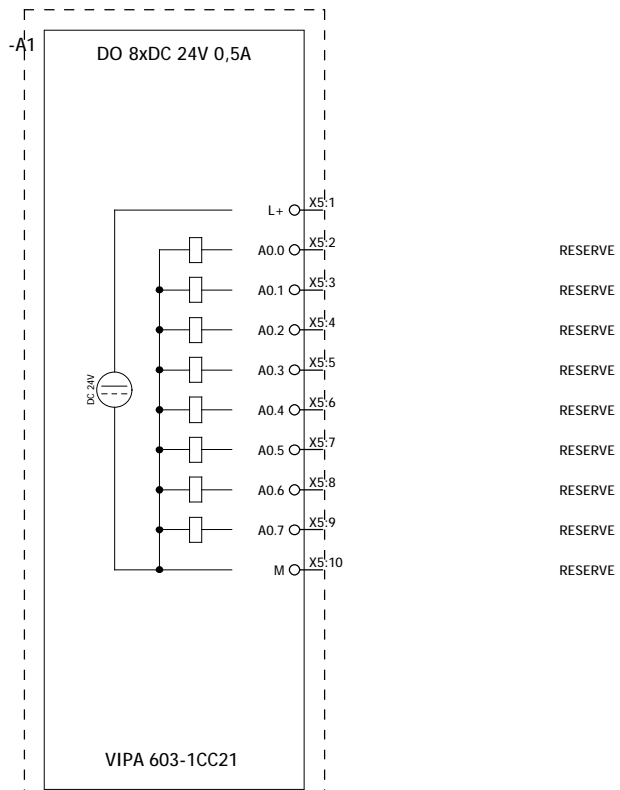 -A1
DO 8xDC 24V 0,5A
L+ X5:1
A0.0 X5:2 RESERVE
A0.1 X5:3 RESERVE
A0.2 X5:4 RESERVE
A0.3 X5:5 RESERVE
DC 24V
A0.4 X5:6 RESERVE
A0.5 X5:7 RESERVE
A0.6 X5:8 RESERVE
A0.7 X5:9 RESERVE
M X5:10 RESERVE
VIPA 603-1CC21